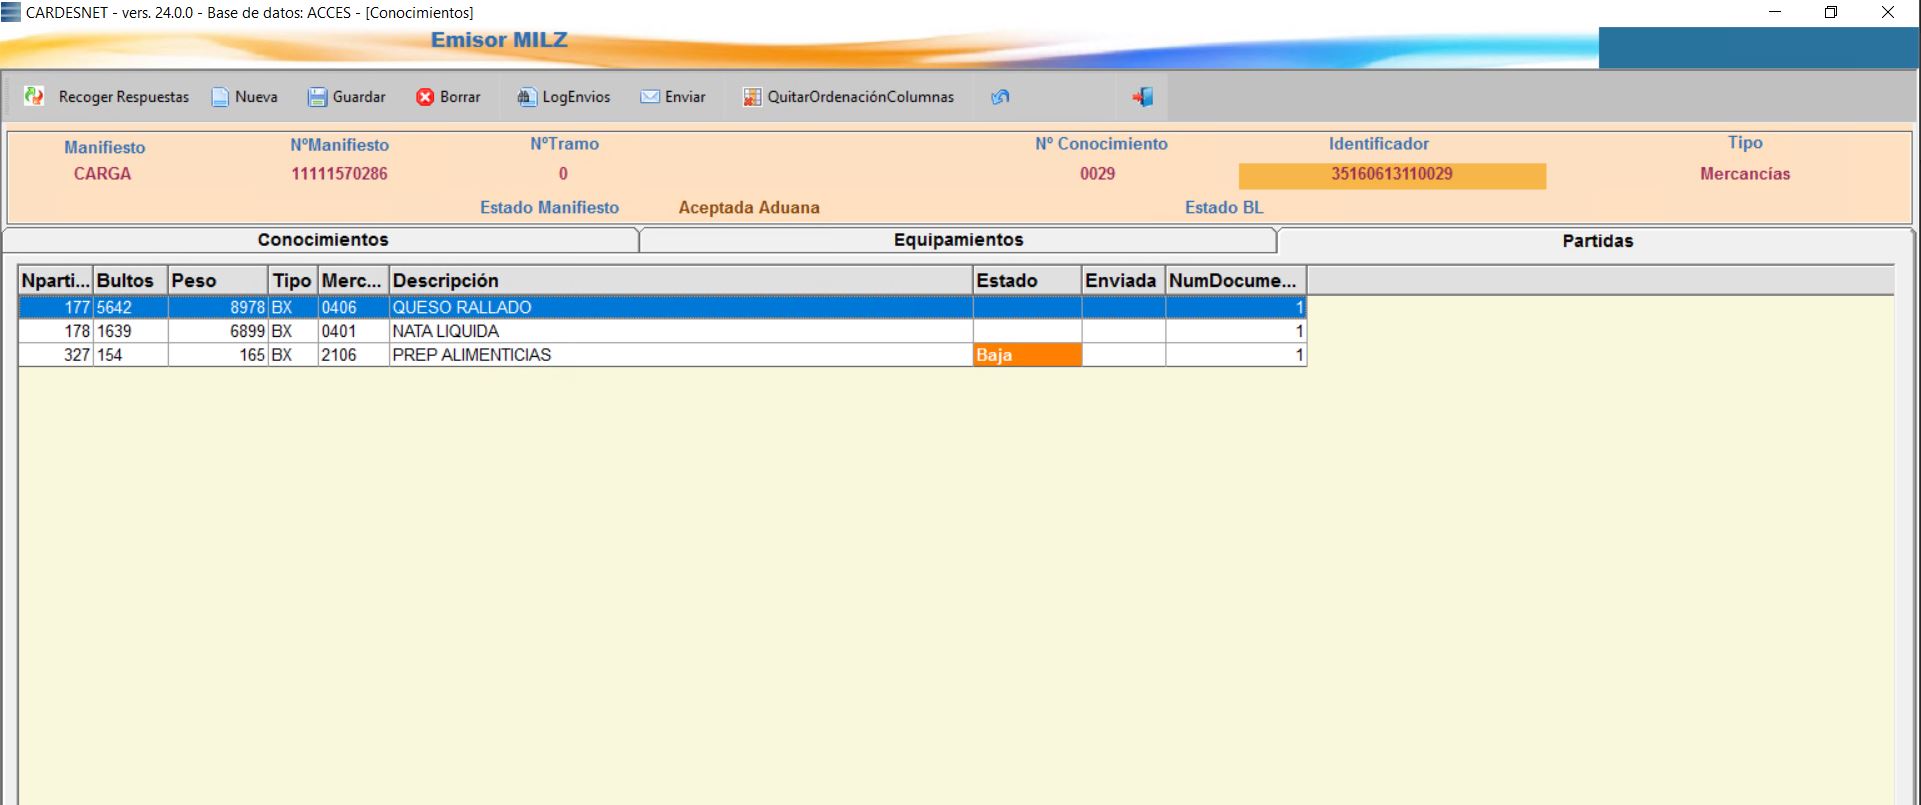 CARDESNET - vers. 24.0.0 - Base de datos: ACCES - [Conocimientos]
Emisor MILZ
Recoger Respuestas Nueva Guardar Borrar LogEnvios Enviar QuitarOrdenaciónColumnas
Manifiesto NºManifiesto NºTramo Nº Conocimiento Identificador Tipo
CARGA 11111570286 0 0029 35160613110029 Mercancías
Estado Manifiesto Aceptada Aduana Estado BL
Conocimientos Equipamientos Partidas
Nparti... Bultos Peso Tipo Merc... Descripción Estado Enviada NumDocume...
177 5642 8978 BX 0406 QUESO RALLADO 1
178 1639 6899 BX 0401 NATA LIQUIDA 1
327 154 165 BX 2106 PREP ALIMENTICIAS Baja 1